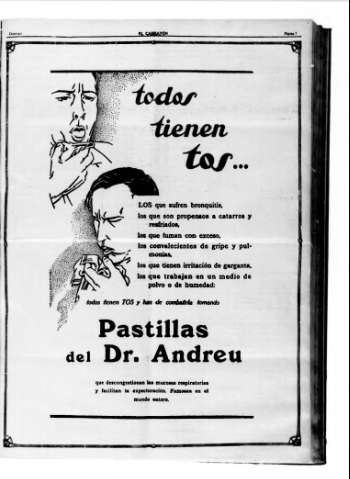 EL CARBAYÓN
todos
tienen
tos...
LOS que sufren bronquitis,
los que son propensos a catarros y
resfriados,
los que fuman con exceso,
los convalecientes de gripe y pul-
monías,
los que tienen irritación de garganta,
los que trabajan en un medio de
polvo o de humedad:
todos tienen TOS y han de combatirla tomando
Pastillas
del Dr. Andreu
que descongestionan las mucosas respiratorias
y facilitan la expectoración. Famosas en el
mundo entero.